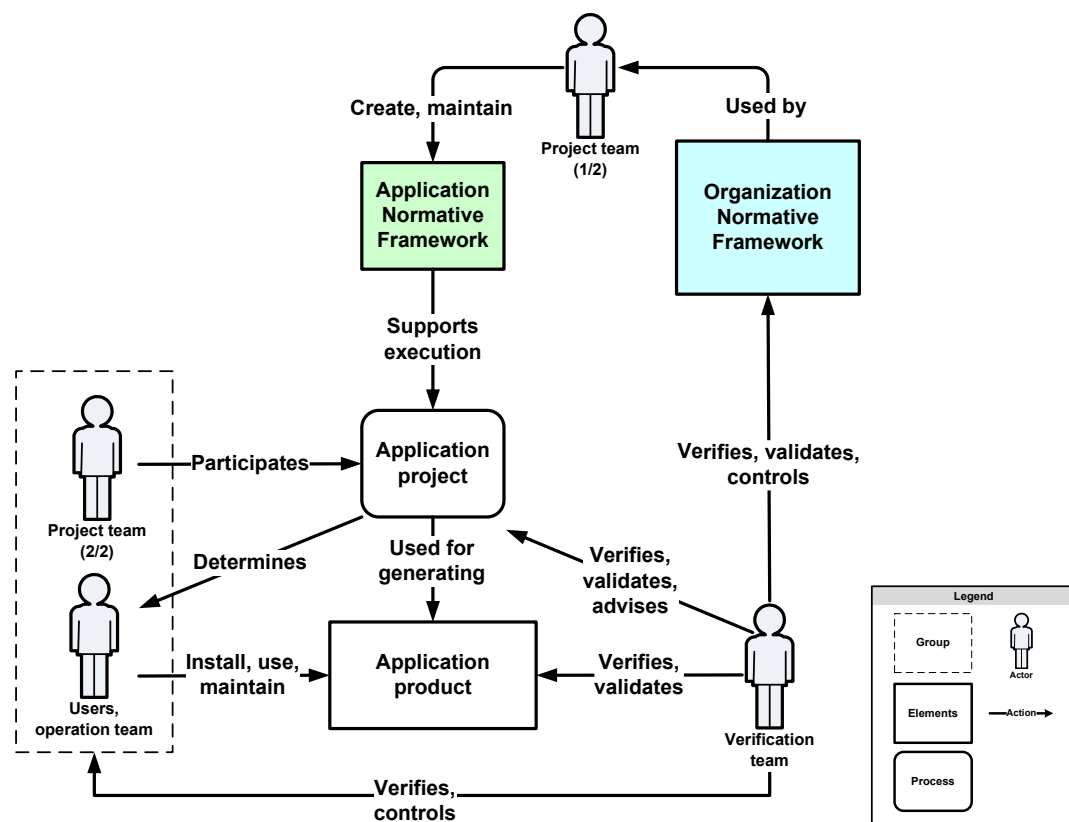 Create, maintain
Project team
(1/2)
Used by
Application
Normative
Framework
Organization
Normative
Framework
Supports
execution
Project team
(2/2)
Participates
Application
project
Verifies, validates,
controls
Determines
Used for
generating
Verifies,
validates,
advises
Users,
operation team
Install, use,
maintain
Application
product
Verifies,
validates
Verification
team
Verifies,
controls
Legend
Group
Actor
Elements
Action
Process